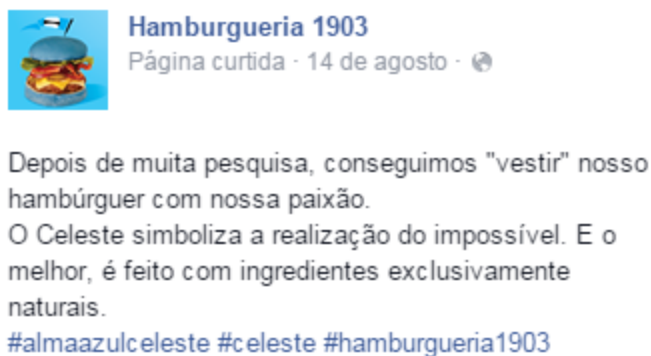 Hamburgueria 1903
Página curtida · 14 de agosto ·
Depois de muita pesquisa, conseguimos "vestir" nosso
hambúrguer com nossa paixão.
O Celeste simboliza a realização do impossível. E o
melhor, é feito com ingredientes exclusivamente
naturais.
#almaazulceleste #celeste #hamburgueria1903